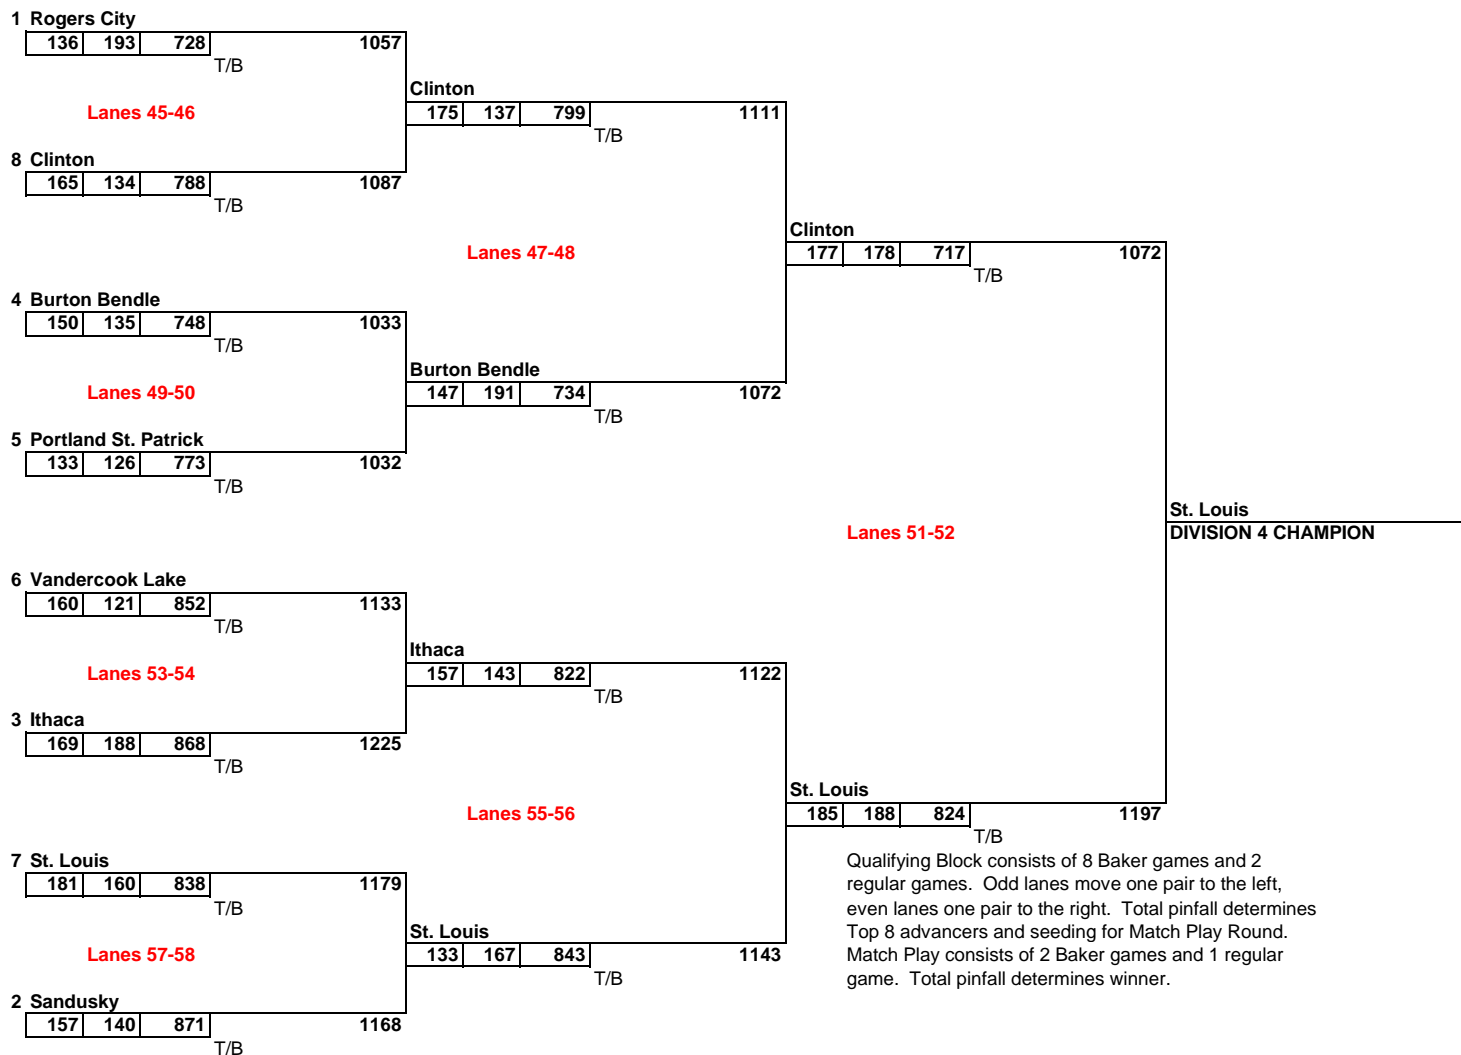 1 Rogers City
136 193 728 1057
T/B
Clinton
Lanes 45-46
175 137 799 1111
T/B
8 Clinton
165 134 788 1087
T/B
Clinton
Lanes 47-48
177 178 717 1072
T/B
4 Burton Bendle
150 135 748 1033
T/B
Burton Bendle
Lanes 49-50
147 191 734 1072
T/B
5 Portland St. Patrick
133 126 773 1032
T/B
St. Louis
Lanes 51-52
DIVISION 4 CHAMPION
6 Vandercook Lake
160 121 852 1133
T/B
Ithaca
Lanes 53-54
157 143 822 1122
T/B
3 Ithaca
169 188 868 1225
T/B
St. Louis
Lanes 55-56
185 188 824 1197
T/B
7 St. Louis
181 160 838 1179
T/B
St. Louis
Lanes 57-58
133 167 843 1143
T/B
2 Sandusky
157 140 871 1168
T/B
Qualifying Block consists of 8 Baker games and 2
regular games. Odd lanes move one pair to the left,
even lanes one pair to the right. Total pinfall determines
Top 8 advancers and seeding for Match Play Round.
Match Play consists of 2 Baker games and 1 regular
game. Total pinfall determines winner.